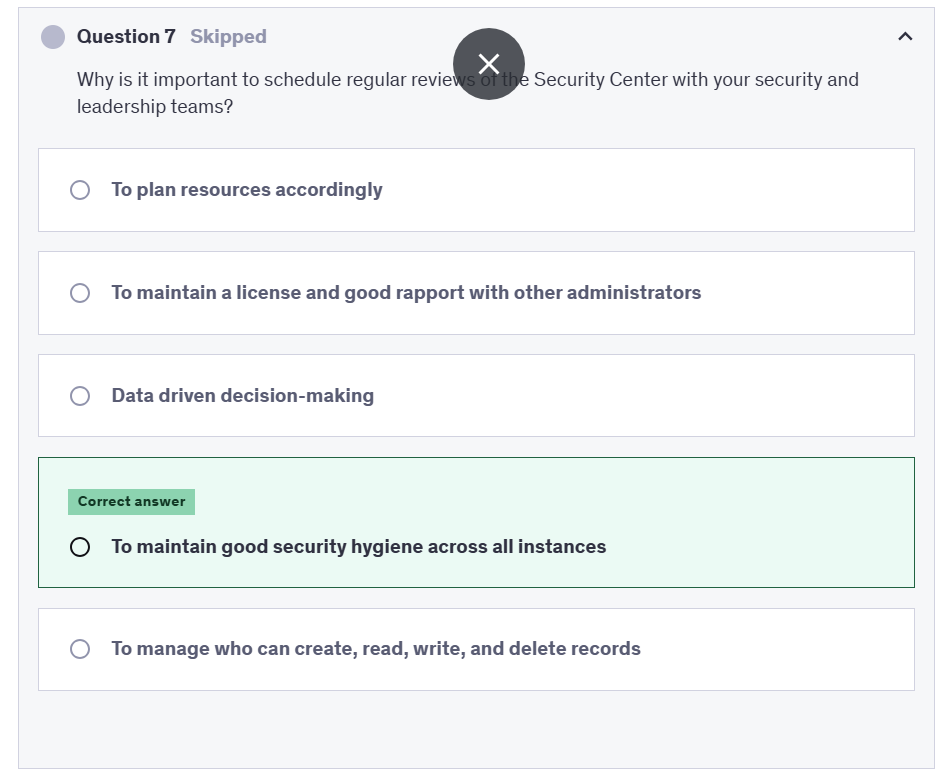 Question 7 Skipped
Why is it important to schedule regular reviews of the Security Center with your security and
leadership teams?
To plan resources accordingly
To maintain a license and good rapport with other administrators
Data driven decision-making
Correct answer
To maintain good security hygiene across all instances
To manage who can create, read, write, and delete records